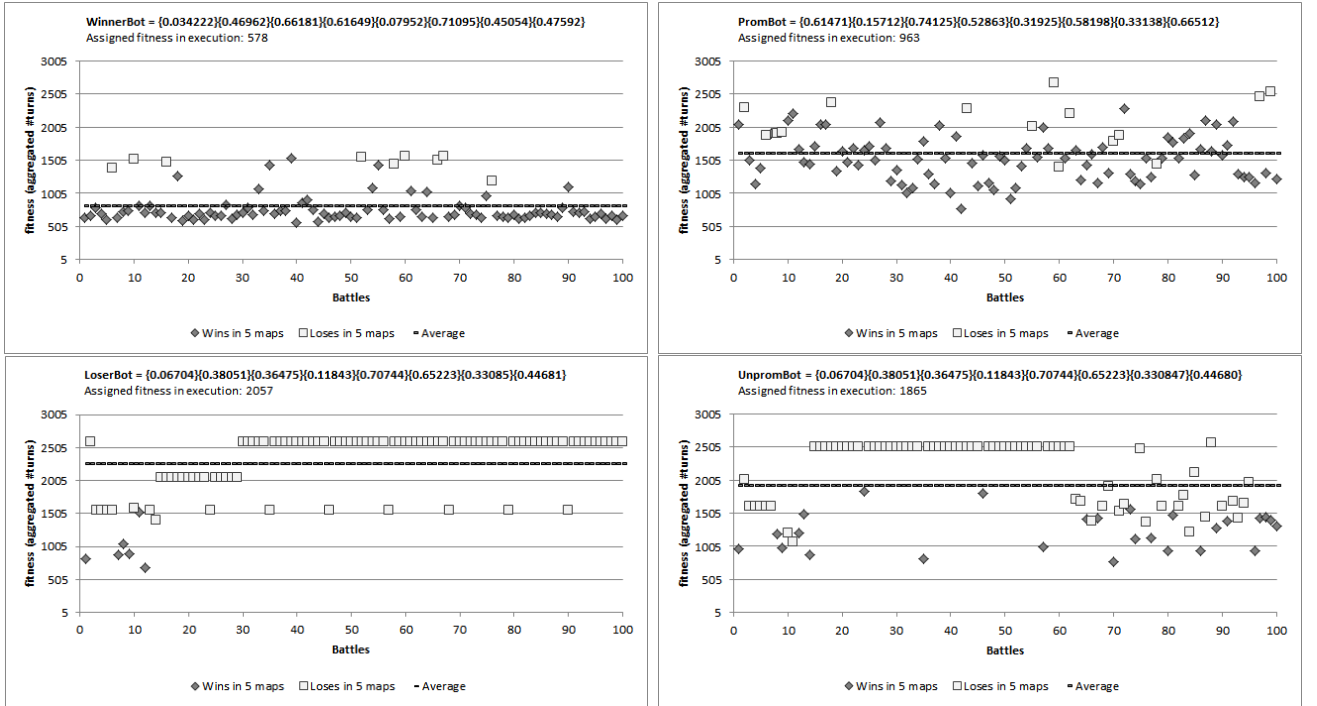 WinnerBot = {0.034222}{0.46962}{0.66181}{0.61649}{0.07952}{0.71095}{0.45054}{0.47592}
Assigned fitness in execution: 578
fitness (aggregated #turns)
3005
2505
2005
1505
1005
505
5
0 10 20 30 40 50 60 70 80 90 100
Battles
Wins in 5 maps Loses in 5 maps Average
PromBot = {0.61471}{0.15712}{0.74125}{0.52863}{0.31925}{0.58198}{0.33138}{0.66512}
Assigned fitness in execution: 963
fitness (aggregated #turns)
3005
2505
2005
1505
1005
505
5
0 10 20 30 40 50 60 70 80 90 100
Battles
Wins in 5 maps Loses in 5 maps Average
LoserBot = {0.06704}{0.38051}{0.36475}{0.11843}{0.70744}{0.65223}{0.33085}{0.44681}
Assigned fitness in execution: 2057
fitness (aggregated #turns)
3005
2505
2005
1505
1005
505
5
0 10 20 30 40 50 60 70 80 90 100
Battles
Wins in 5 maps Loses in 5 maps Average
UnpromBot = {0.06704}{0.38051}{0.36475}{0.11843}{0.70744}{0.65223}{0.330847}{0.44680}
Assigned fitness in execution: 1865
fitness (aggregated #turns)
3005
2505
2005
1505
1005
505
5
0 10 20 30 40 50 60 70 80 90 100
Battles
Wins in 5 maps Loses in 5 maps Average